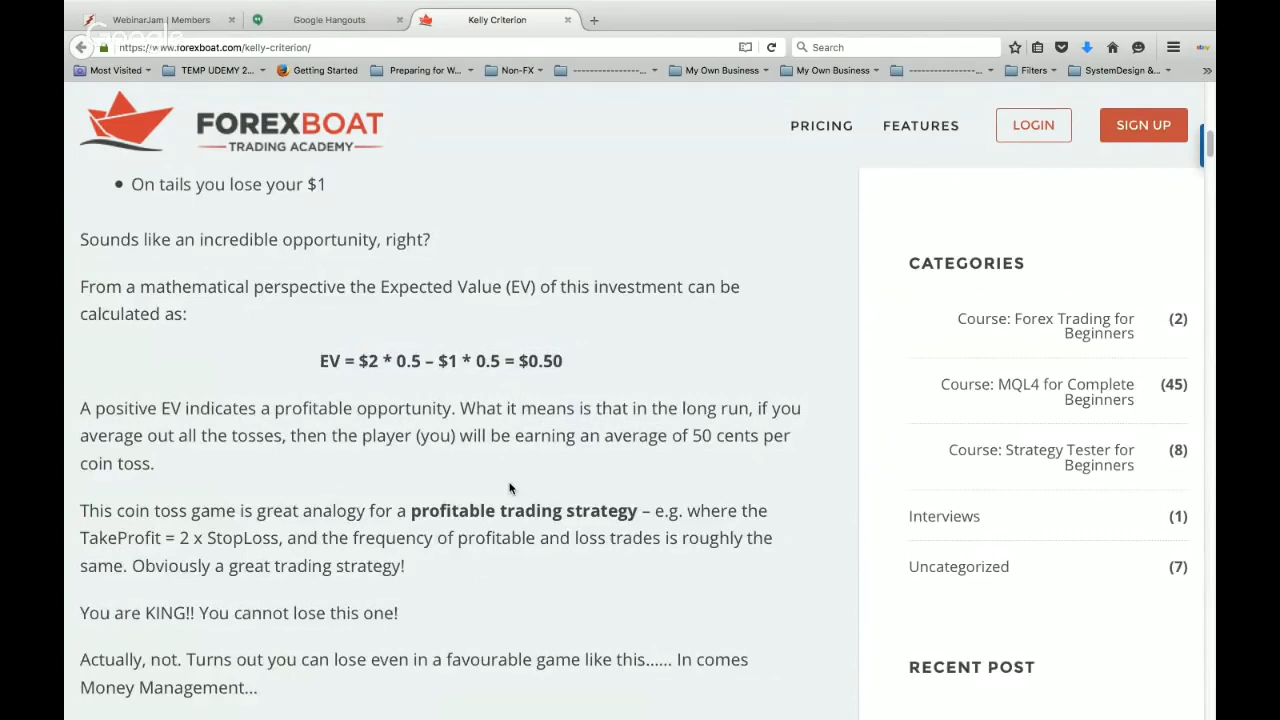 WebinarJam | Members
Google Hangouts
Kelly Criterion
Google
https://www.forexboat.com/kelly-criterion/
Search
Most Visited
TEMP UDEMY 2...
Getting Started
Preparing for W...
Non-FX
----------------...
My Own Business
My Own Business
----------------...
Filters
SystemDesign &...
ebay
FOREXBOAT
TRADING ACADEMY
PRICING
FEATURES
LOGIN
SIGN UP
• On tails you lose your $1
Sounds like an incredible opportunity, right?
From a mathematical perspective the Expected Value (EV) of this investment can be
calculated as:
EV = $2 * 0.5 – $1 * 0.5 = $0.50
A positive EV indicates a profitable opportunity. What it means is that in the long run, if you
average out all the tosses, then the player (you) will be earning an average of 50 cents per
coin toss.
This coin toss game is great analogy for a profitable trading strategy – e.g. where the
TakeProfit = 2 x StopLoss, and the frequency of profitable and loss trades is roughly the
same. Obviously a great trading strategy!
You are KING!! You cannot lose this one!
Actually, not. Turns out you can lose even in a favourable game like this...... In comes
Money Management...
CATEGORIES
Course: Forex Trading for
Beginners
(2)
Course: MQL4 for Complete
Beginners
(45)
Course: Strategy Tester for
Beginners
(8)
Interviews
(1)
Uncategorized
(7)
RECENT POST